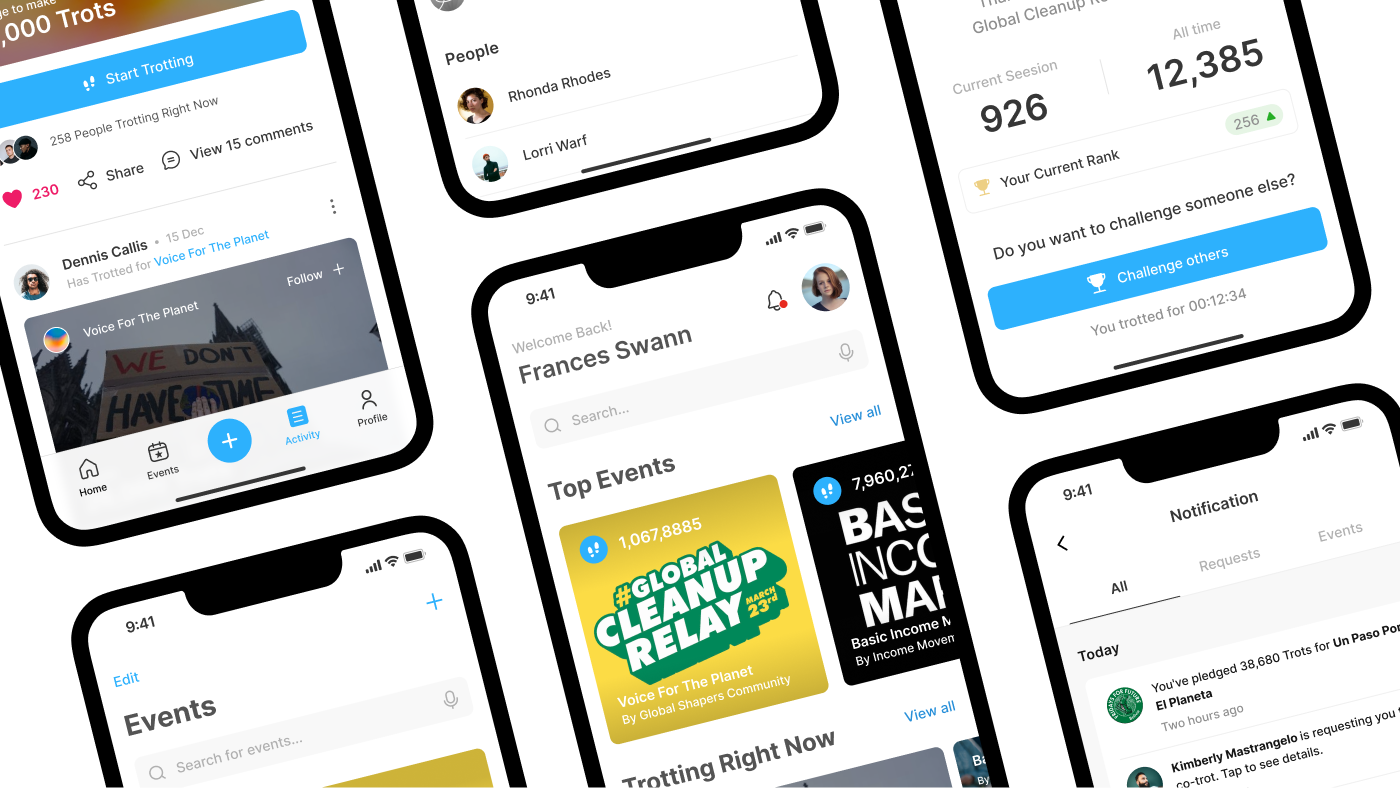 ge to make
,000 Trots
Start Trotting
258 People Trotting Right Now
230
Share
View 15 comments
Dennis Callis • 15 Dec
Has Trotted for Voice For The Planet
Voice For The Planet
Follow
WE DON'T
HAVE TIME
Home
Events
Activity
Profile
People
Rhonda Rhodes
Lorri Warf
Global Cleanup Re
Current Seesion
926
All time
12,385
Your Current Rank
256
Do you want to challenge someone else?
Challenge others
You trotted for 00:12:34
9:41
Edit
Events
Search for events...
9:41
Welcome Back!
Frances Swann
Search...
View all
Top Events
1,067,8885
#GLOBAL
CLEANUP
RELAY
MARCH
23rd
Voice For The Planet
By Global Shapers Community
7,960,2
BAS
INCO
MAR
Basic Income M
By Income Movem
View all
Trotting Right Now
Ba
By
9:41
Notification
All
Requests
Events
Today
You've pledged 38,680 Trots for Un Paso Por
El Planeta
Two hours ago
FRIDAYS FOR FUTURE
Kimberly Mastrangelo is requesting you
co-trot. Tap to see details.